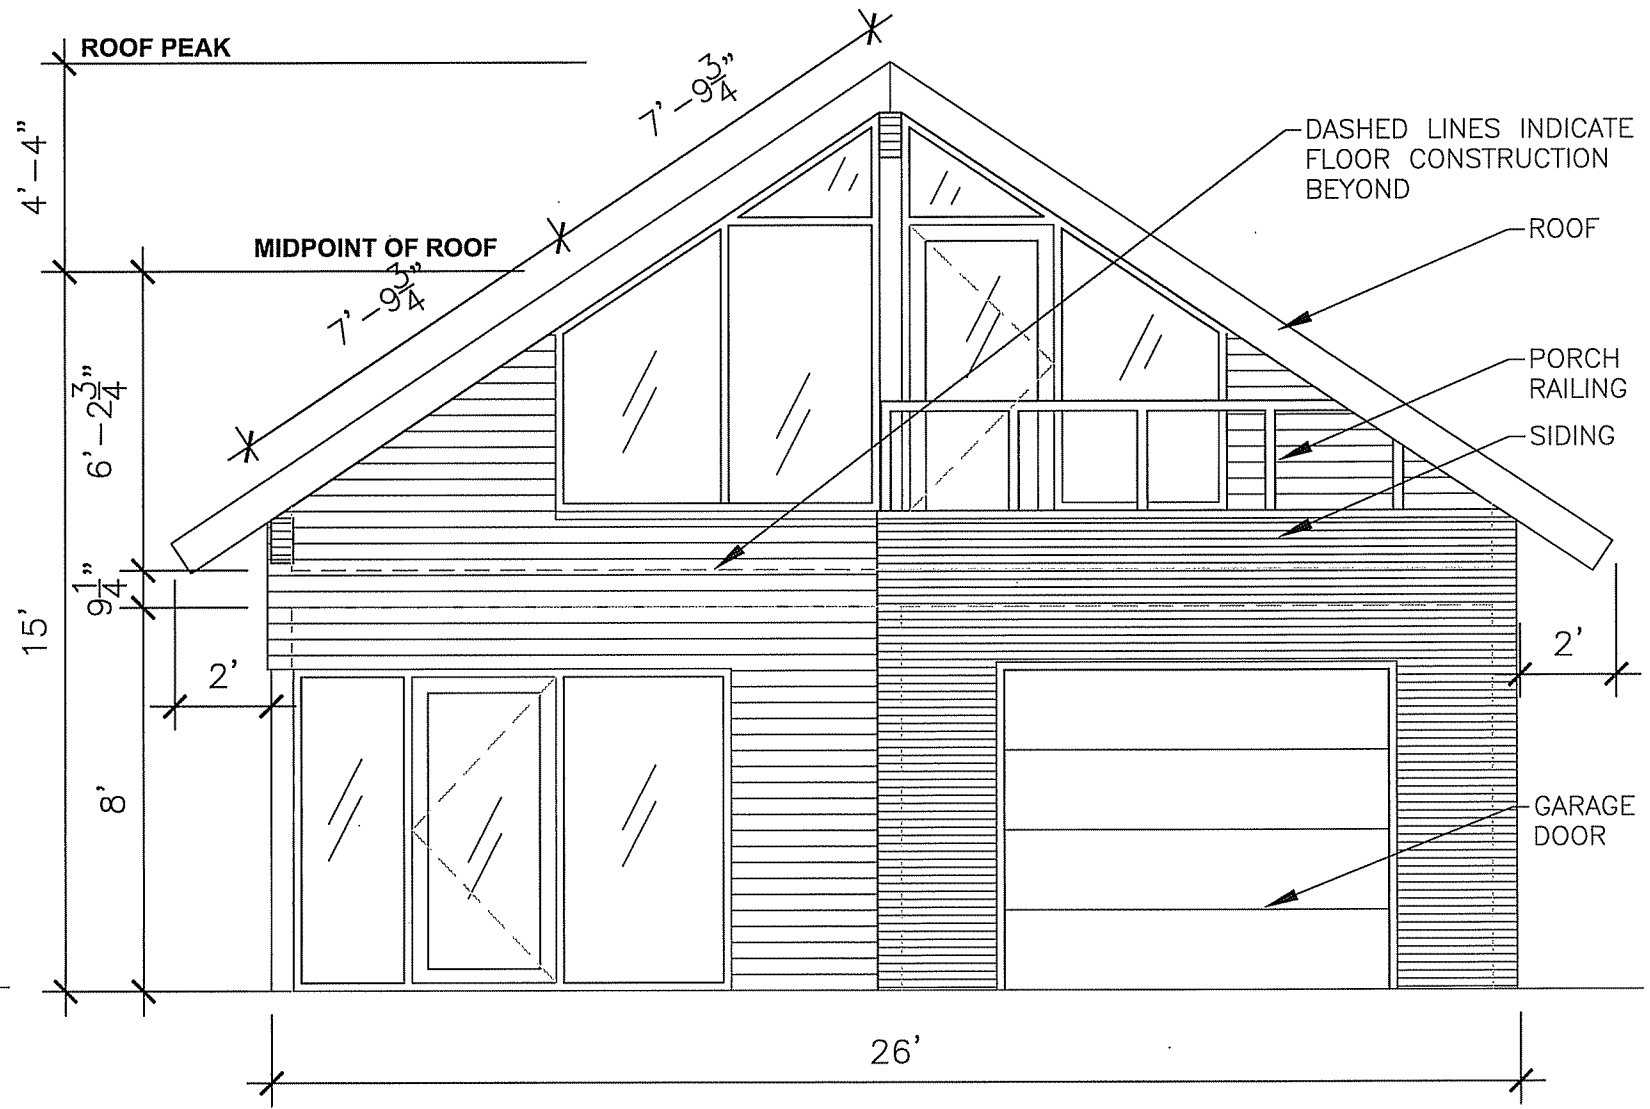 ROOF PEAK
7'-9 3/4"
4'-4"
DASHED LINES INDICATE
FLOOR CONSTRUCTION
BEYOND
ROOF
MIDPOINT OF ROOF
7'-9 3/4"
PORCH
RAILING
6'-2 3/4"
SIDING
9 1/4"
15'
2'
2'
8'
GARAGE
DOOR
26'